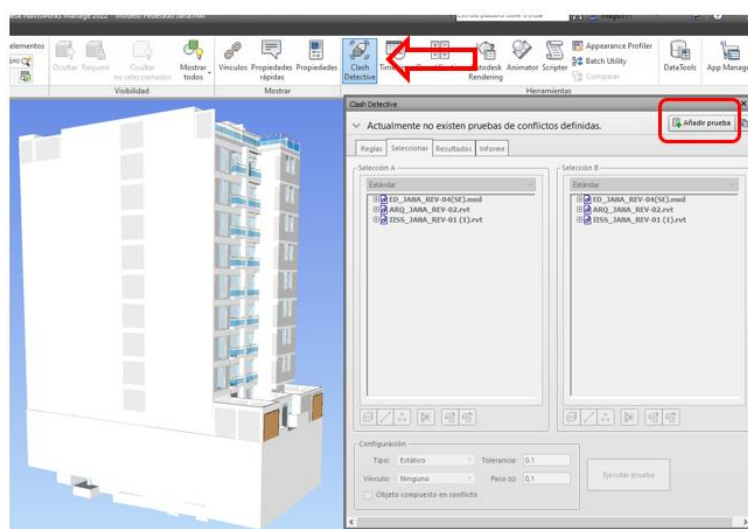 Navisworks Manage 2022 Modelo Federado Jana.nwf
elementos
Ocultar Requerir Ocultar no seleccionados Mostrar todos
Visibilidad
Vínculos Propiedades rápidas Propiedades
Mostrar
Clash Detective
Rendering
Animator Scripter
Appearance Profiler
Batch Utility
Comparar
DataTools
App Manage
Herramientas
Clash Detective
Actualmente no existen pruebas de conflictos definidas.
Añadir prueba
Reglas Seleccionar Resultados Informe
Selección A
Selección B
Estándar
Estándar
ED_JANA_REV-04(SE).nwd
ARQ_JANA_REV-02.rvt
IISS_JANA_REV-01 (1).rvt
ED_JANA_REV-04(SE).nwd
ARQ_JANA_REV-02.rvt
IISS_JANA_REV-01 (1).rvt
Configuración
Tipo: Estático Tolerancia: 0.1
Vínculo: Ninguno Paro (s): 0,1
Objeto compuesto en conflicto
Ejecutar prueba